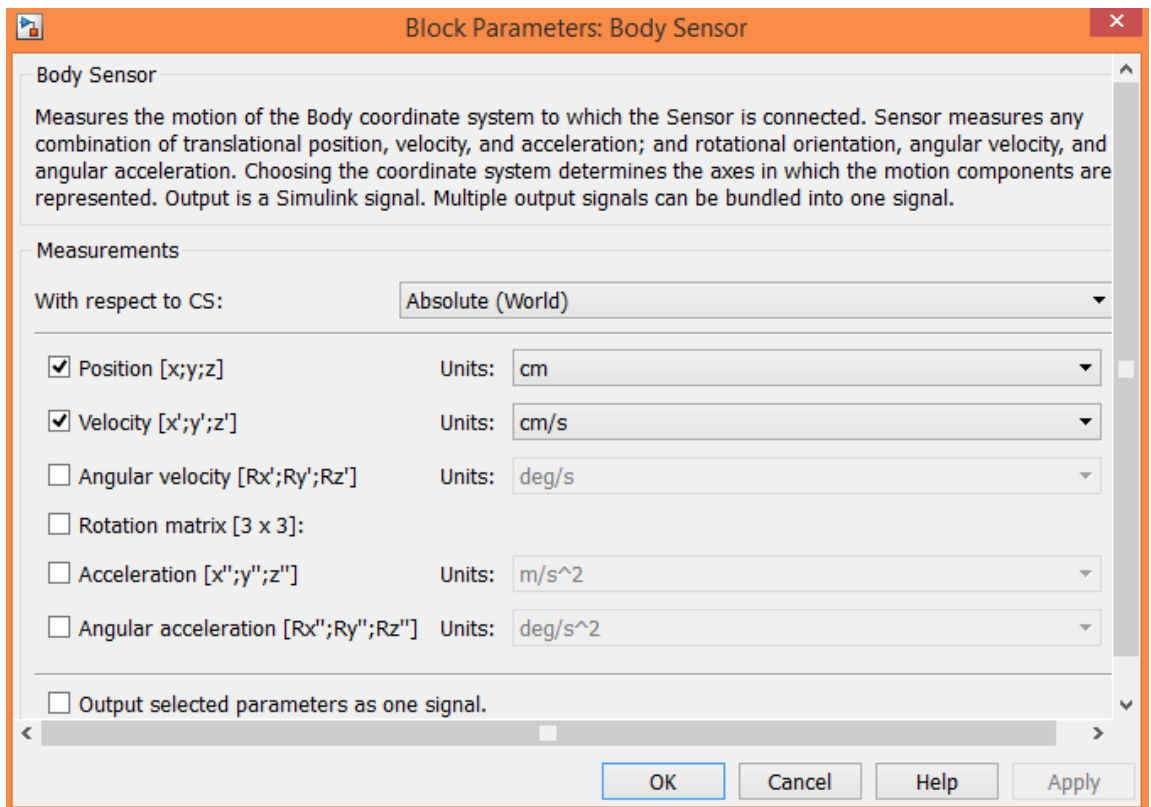 Block Parameters: Body Sensor
Body Sensor
Measures the motion of the Body coordinate system to which the Sensor is connected. Sensor measures any
combination of translational position, velocity, and acceleration; and rotational orientation, angular velocity, and
angular acceleration. Choosing the coordinate system determines the axes in which the motion components are
represented. Output is a Simulink signal. Multiple output signals can be bundled into one signal.
Measurements
With respect to CS: Absolute (World)
Position [x;y;z] Units: cm
Velocity [x';y';z'] Units: cm/s
Angular velocity [Rx';Ry';Rz'] Units: deg/s
Rotation matrix [3 x 3]:
Acceleration [x'';y'';z''] Units: m/s^2
Angular acceleration [Rx'';Ry'';Rz''] Units: deg/s^2
Output selected parameters as one signal.
OK Cancel Help Apply